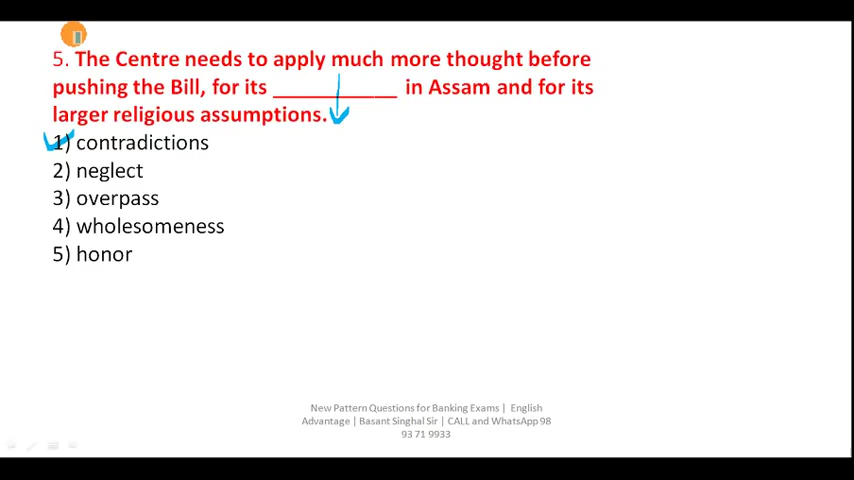 5. The Centre needs to apply much more thought before
pushing the Bill, for its ____________ in Assam and for its
larger religious assumptions.
1) contradictions
2) neglect
3) overpass
4) wholesomeness
5) honor
New Pattern Questions for Banking Exams | English
Advantage | Basant Singhal Sir | CALL and WhatsApp 98
93 71 9933